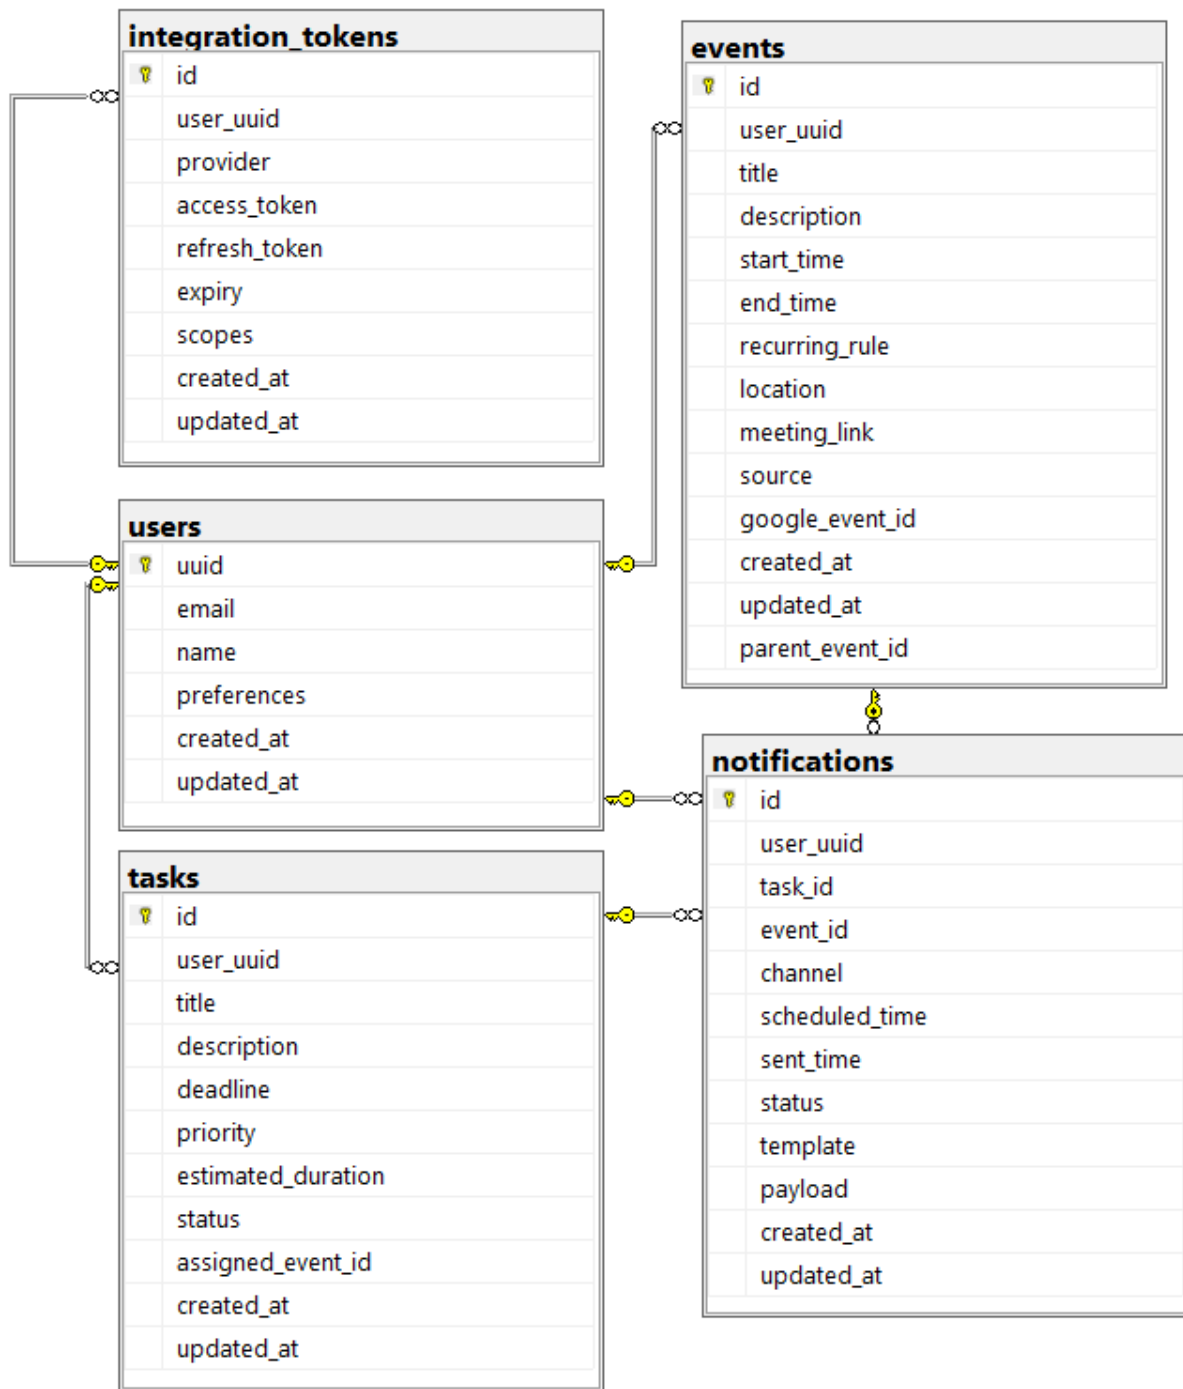 integration_tokens
id
user_uuid
provider
access_token
refresh_token
expiry
scopes
created_at
updated_at
events
id
user_uuid
title
description
start_time
end_time
recurring_rule
location
meeting_link
source
google_event_id
created_at
updated_at
parent_event_id
users
uuid
email
name
preferences
created_at
updated_at
notifications
id
user_uuid
task_id
event_id
channel
scheduled_time
sent_time
status
template
payload
created_at
updated_at
tasks
id
user_uuid
title
description
deadline
priority
estimated_duration
status
assigned_event_id
created_at
updated_at